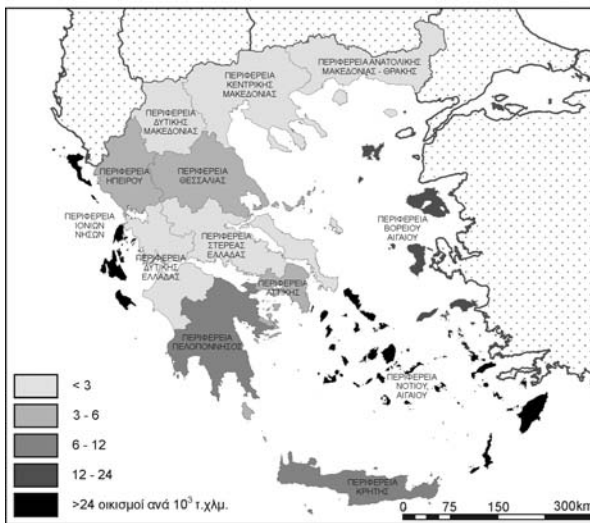 ΠΕΡΙΦΕΡΕΙΑ ΑΝΑΤΟΛΙΚΗΣ
ΜΑΚΕΔΟΝΙΑΣ - ΘΡΑΚΗΣ
ΠΕΡΙΦΕΡΕΙΑ
ΚΕΝΤΡΙΚΗΣ
ΜΑΚΕΔΟΝΙΑΣ
ΠΕΡΙΦΕΡΕΙΑ
ΔΥΤΙΚΗΣ
ΜΑΚΕΔΟΝΙΑΣ
ΠΕΡΙΦΕΡΕΙΑ
ΗΠΕΙΡΟΥ
ΠΕΡΙΦΕΡΕΙΑ
ΘΕΣΣΑΛΙΑΣ
ΠΕΡΙΦΕΡΕΙΑ
ΙΟΝΙΩΝ
ΝΗΣΩΝ
ΠΕΡΙΦΕΡΕΙΑ
ΒΟΡΕΙΟΥ
ΑΙΓΑΙΟΥ
ΠΕΡΙΦΕΡΕΙΑ
ΣΤΕΡΕΑΣ
ΕΛΛΑΔΑΣ
ΠΕΡΙΦΕΡΕΙΑ
ΔΥΤΙΚΗΣ
ΕΛΛΑΔΑΣ
ΠΕΡΙΦΕΡΕΙΑ
ΑΤΤΙΚΗΣ
ΠΕΡΙΦΕΡΕΙΑ
ΠΕΛΟΠΟΝΝΗΣΟΣ
ΠΕΡΙΦΕΡΕΙΑ
ΝΟΤΙΟΥ
ΑΙΓΑΙΟΥ
ΠΕΡΙΦΕΡΕΙΑ
ΚΡΗΤΗΣ
< 3
3 - 6
6 - 12
12 - 24
>24 οικισμοί ανά 10³ τ.χλμ.
0 75 150 300km